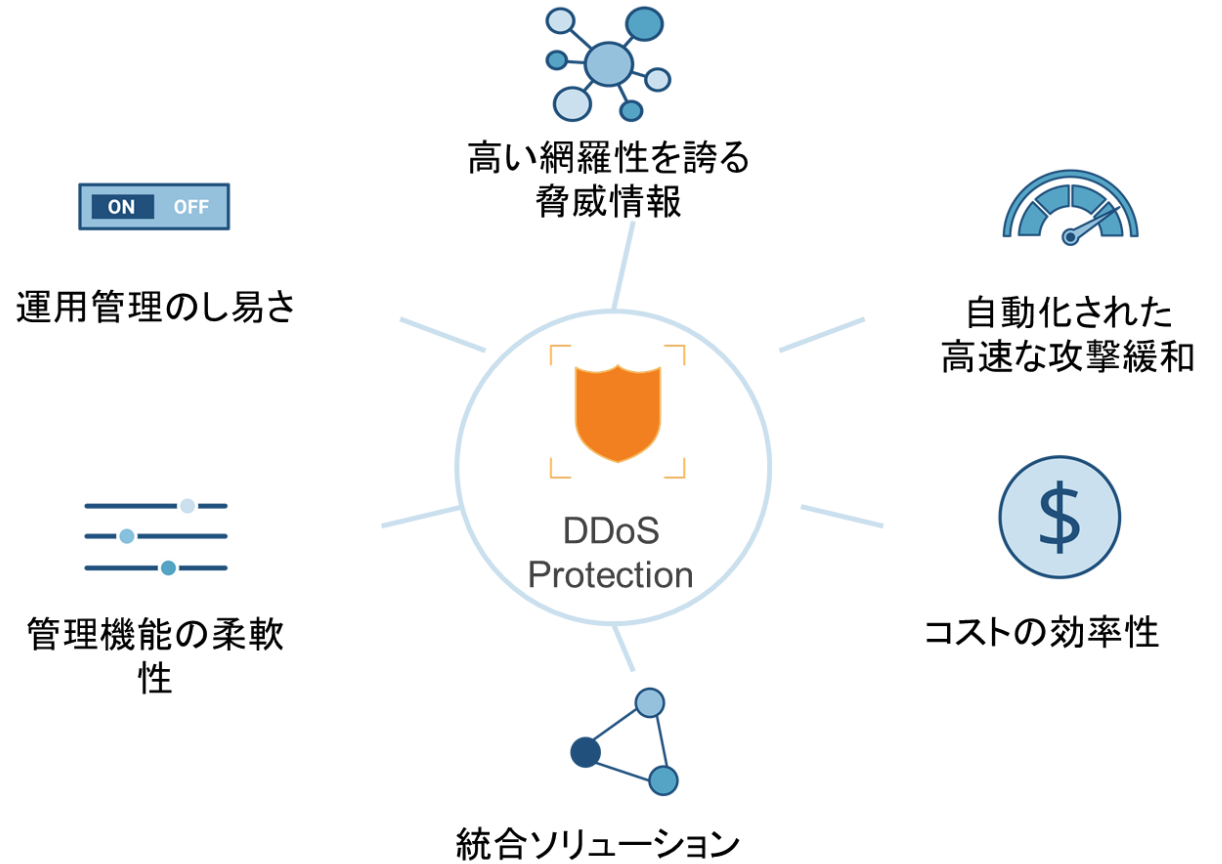 高い網羅性を誇る
脅威情報
ON OFF
運用管理のし易さ
自動化された
高速な攻撃緩和
DDoS
Protection
$
管理機能の柔軟
性
コストの効率性
統合ソリューション